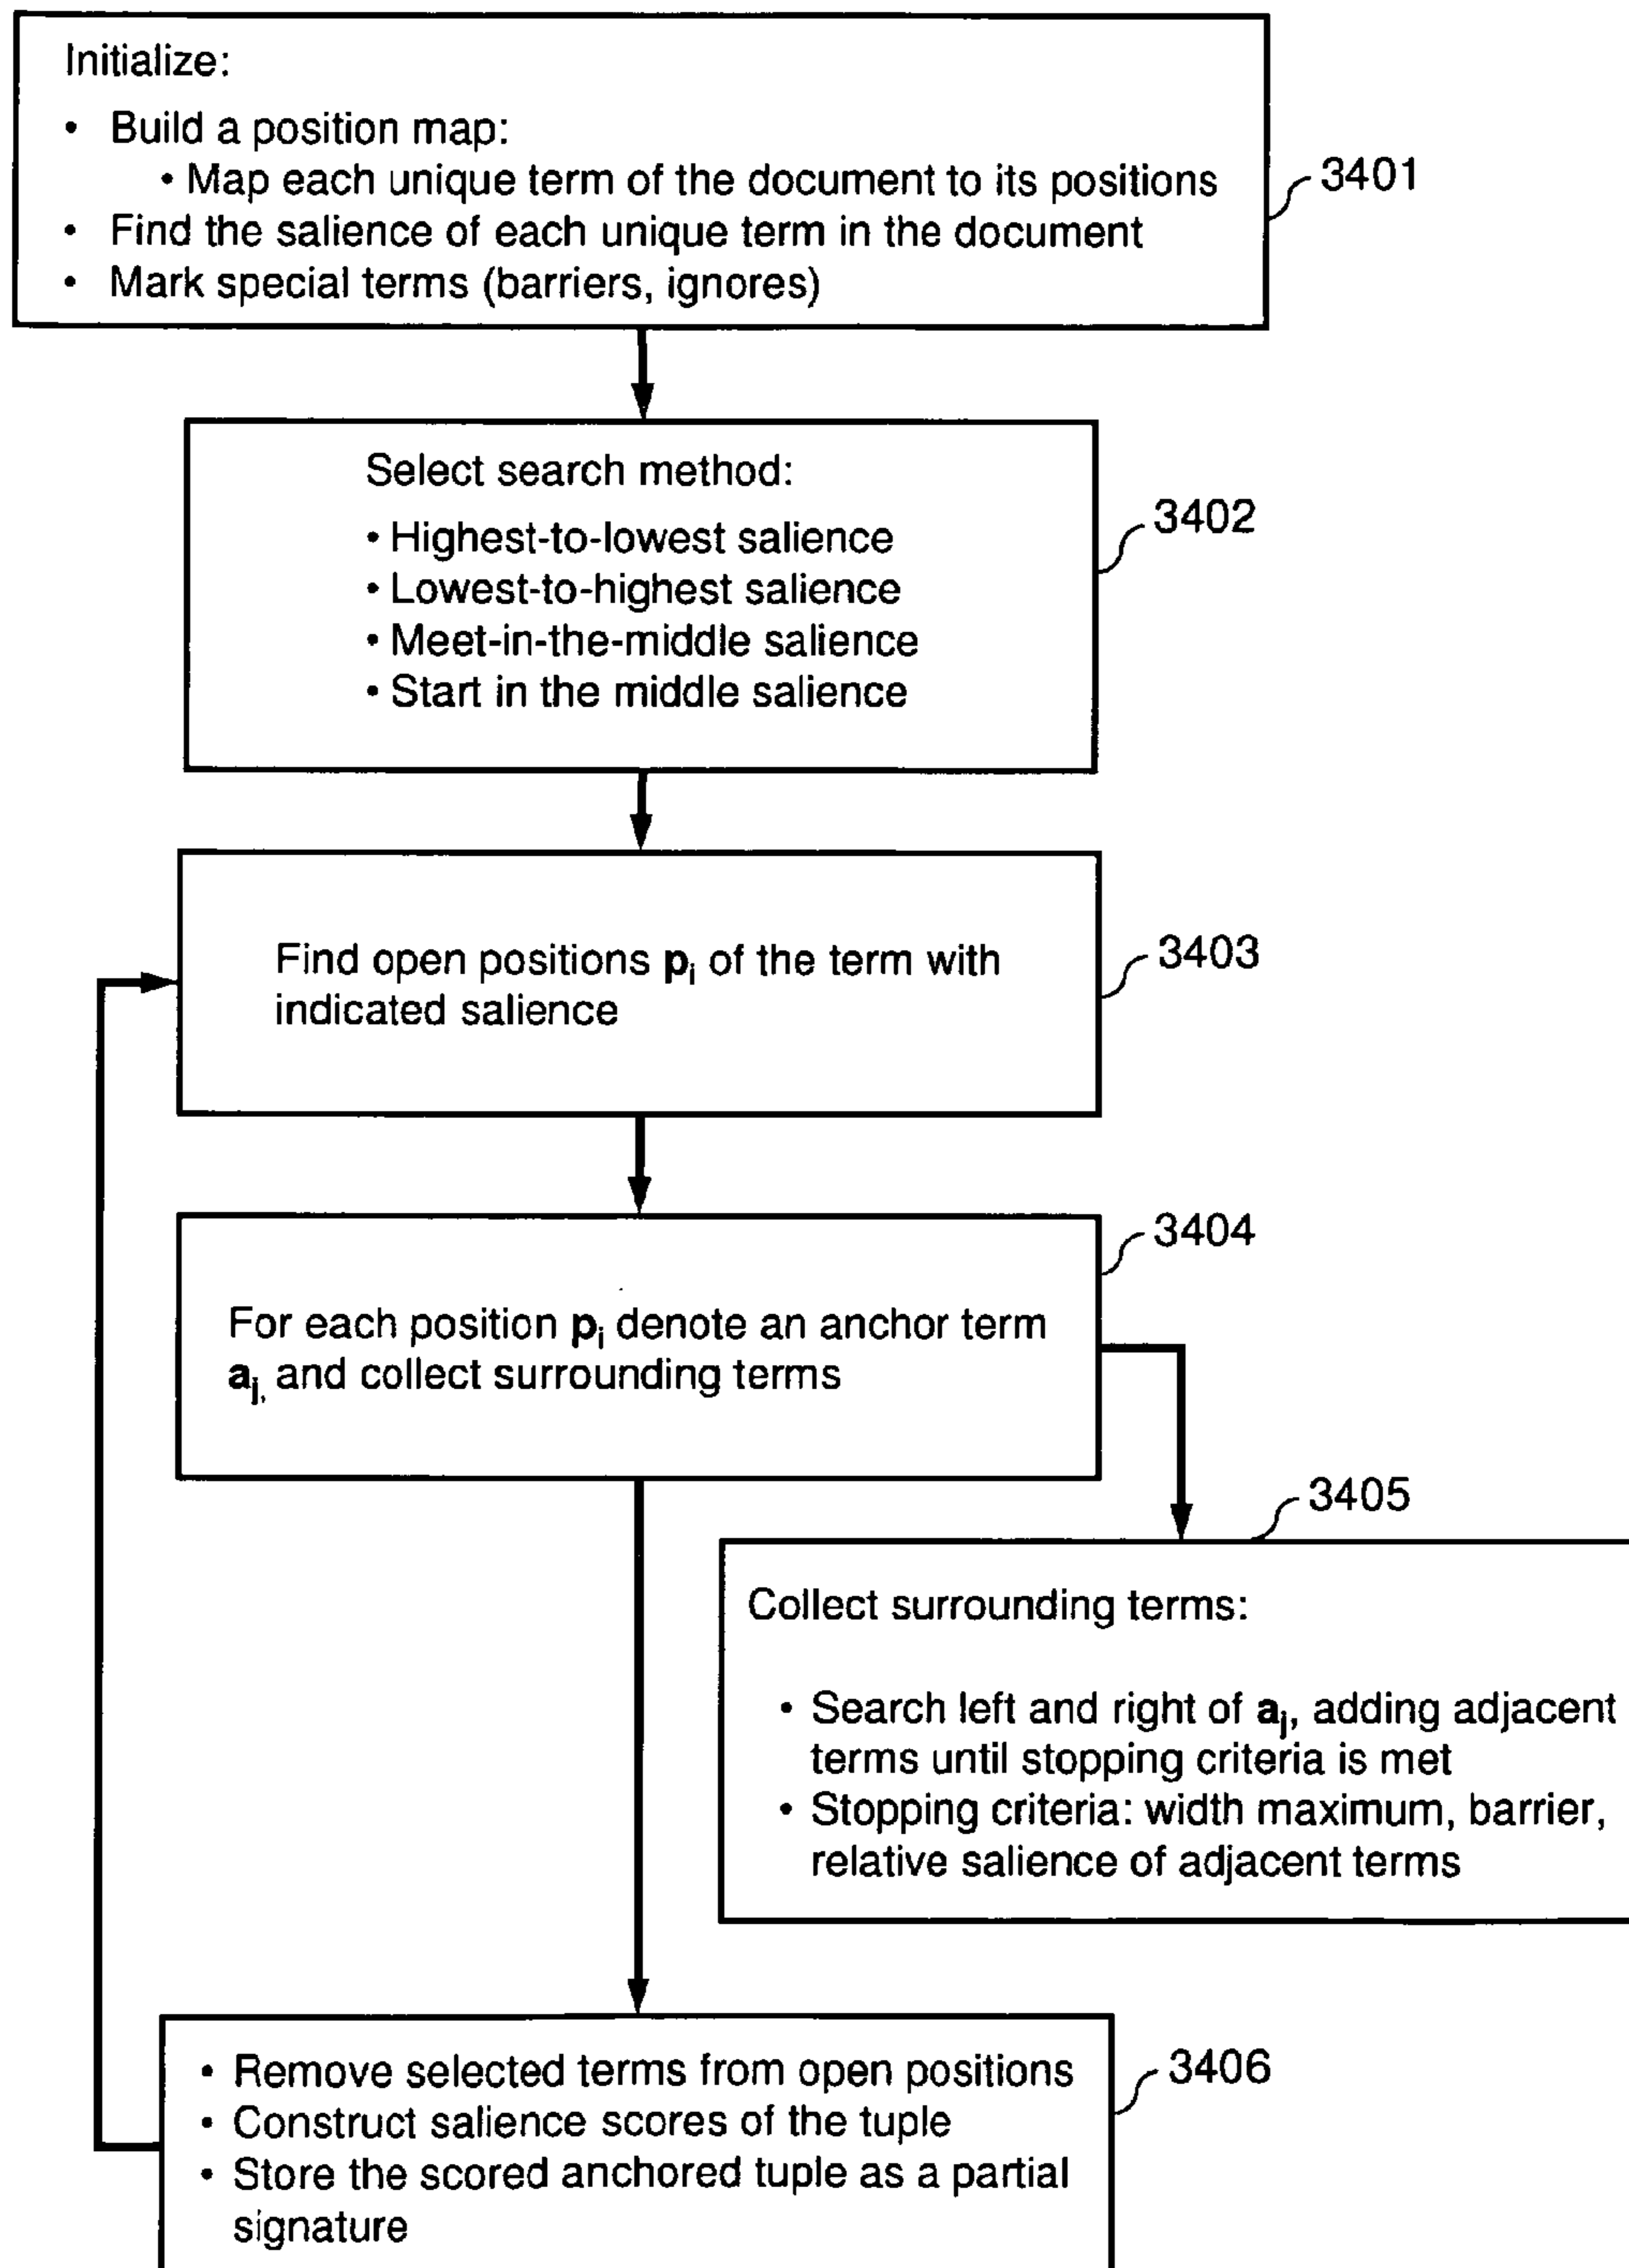 Initialize:
• Build a position map:
• Map each unique term of the document to its positions
• Find the salience of each unique term in the document
• Mark special terms (barriers, ignores)
3401
Select search method:
• Highest-to-lowest salience
• Lowest-to-highest salience
• Meet-in-the-middle salience
• Start in the middle salience
3402
Find open positions pi of the term with
indicated salience
3403
For each position pi denote an anchor term
aj, and collect surrounding terms
3404
3405
Collect surrounding terms:
• Search left and right of aj, adding adjacent
terms until stopping criteria is met
• Stopping criteria: width maximum, barrier,
relative salience of adjacent terms
• Remove selected terms from open positions
• Construct salience scores of the tuple
• Store the scored anchored tuple as a partial
signature
3406